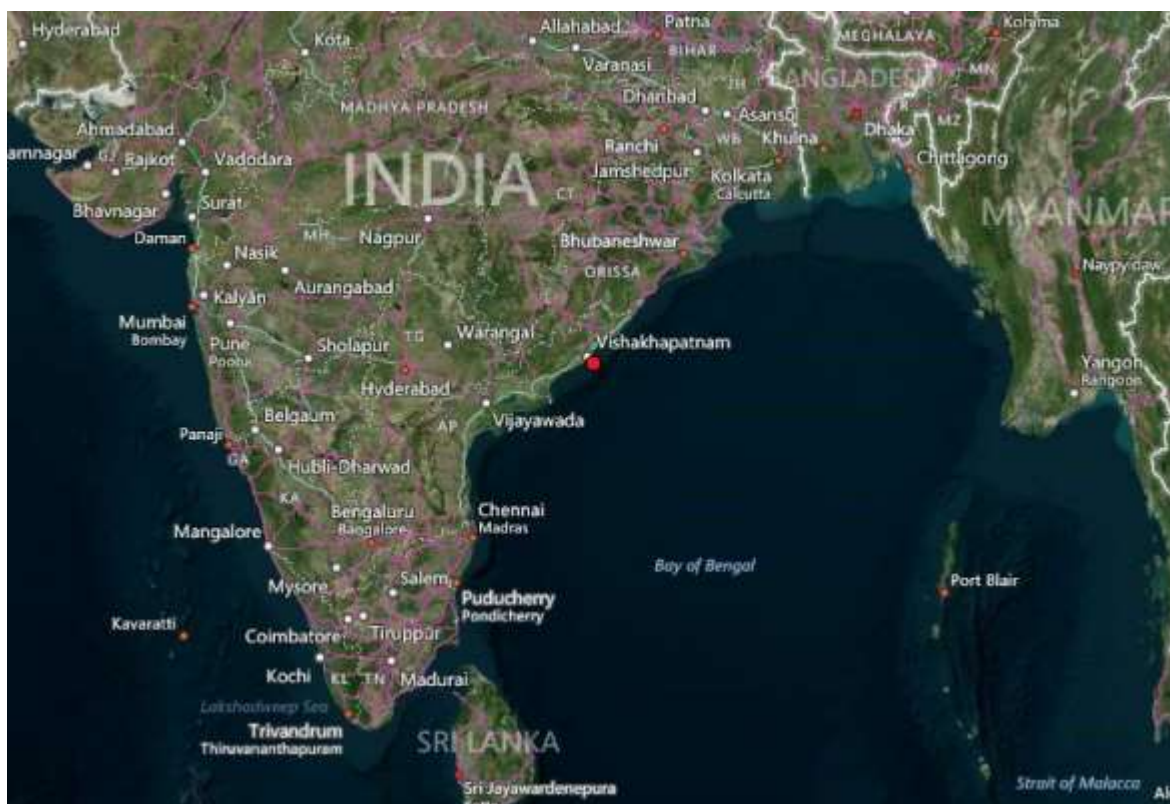 Hyderabad
Kota
Allahabad
Patna
Kohima
MEGHALAYA
BIHAR
Varanasi
MN
BANGLADESH
MADHYA PRADESH
JH
Dhanbad
Asansol
MZ
Ahmadabad
Khulna
Dhaka
WB
Ranchi
amnagar
GJ
Rajkot
Vadodara
Chittagong
Jamshedpur
Kolkata
Calcutta
INDIA
CT
Bhavnagar
Surat
MYANMAR
MH
Nagpur
Daman
Bhubaneshwar
Nasik
ORISSA
Naypyidaw
Aurangabad
Kalyan
Mumbai
Bombay
TG
Warangal
Vishakhapatnam
Pune
Poona
Sholapur
Yangon
Rangoon
Hyderabad
Belgaum
Vijayawada
AP
Panaji
GA
Hubli-Dharwad
KA
Bengaluru
Bangalore
Chennai
Madras
Mangalore
Bay of Bengal
Port Blair
Mysore
Salem
Puducherry
Pondicherry
Kavaratti
Coimbatore
Tiruppur
Kochi
KL
TN
Madurai
Lakshadweep Sea
Trivandrum
Thiruvananthapuram
SRI LANKA
Sri Jayawardenepura
Strait of Malacca